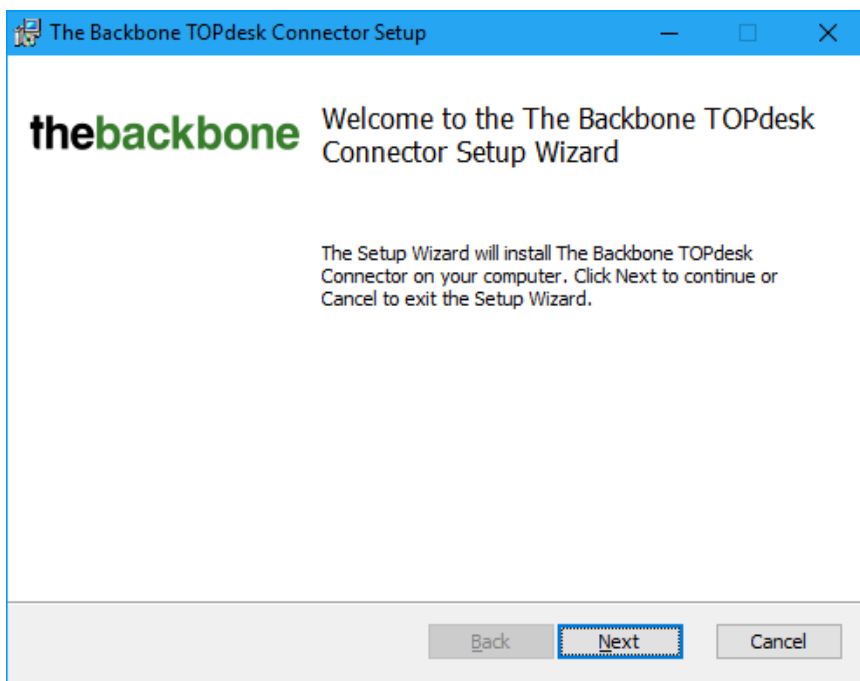 The Backbone TOPdesk Connector Setup
thebackbone
Welcome to the The Backbone TOPdesk
Connector Setup Wizard
The Setup Wizard will install The Backbone TOPdesk
Connector on your computer. Click Next to continue or
Cancel to exit the Setup Wizard.
Back
Next
Cancel